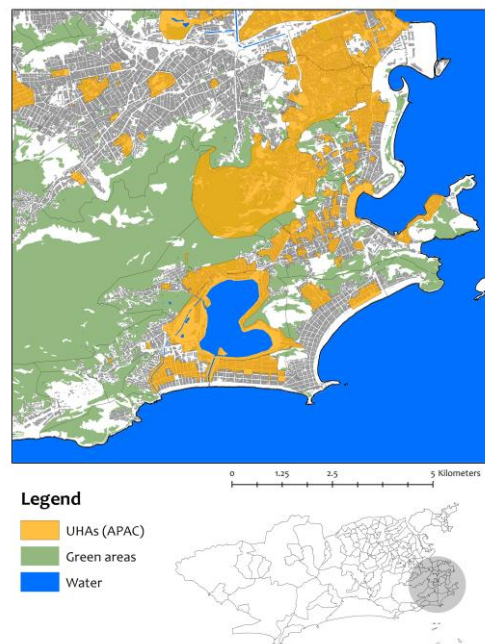 0 1.25 2.5 5 Kilometers
Legend
UHAs (APAC)
Green areas
Water